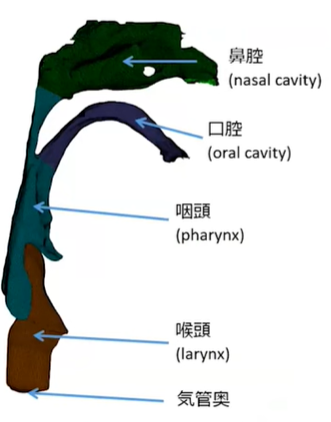 鼻腔
(nasal cavity)
口腔
(oral cavity)
咽頭
(pharynx)
喉頭
(larynx)
気管奥